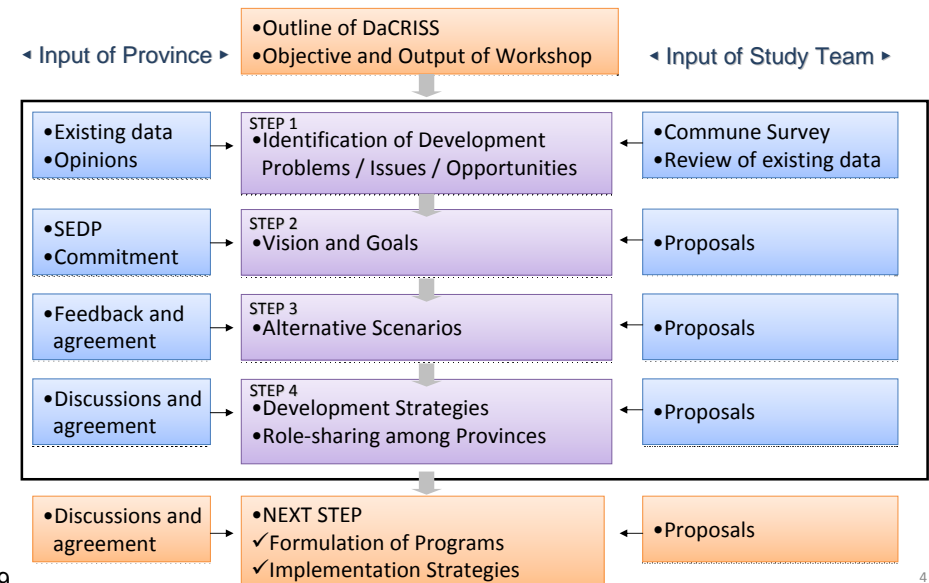 •Outline of DaCRISS
•Objective and Output of Workshop
◂ Input of Province ▸
◂ Input of Study Team ▸
•Existing data
•Opinions
STEP 1
•Identification of Development
Problems / Issues / Opportunities
•Commune Survey
•Review of existing data
•SEDP
•Commitment
STEP 2
•Vision and Goals
•Proposals
•Feedback and
agreement
STEP 3
•Alternative Scenarios
•Proposals
•Discussions and
agreement
STEP 4
•Development Strategies
•Role-sharing among Provinces
•Proposals
•Discussions and
agreement
•NEXT STEP
✓Formulation of Programs
✓Implementation Strategies
•Proposals
9
4